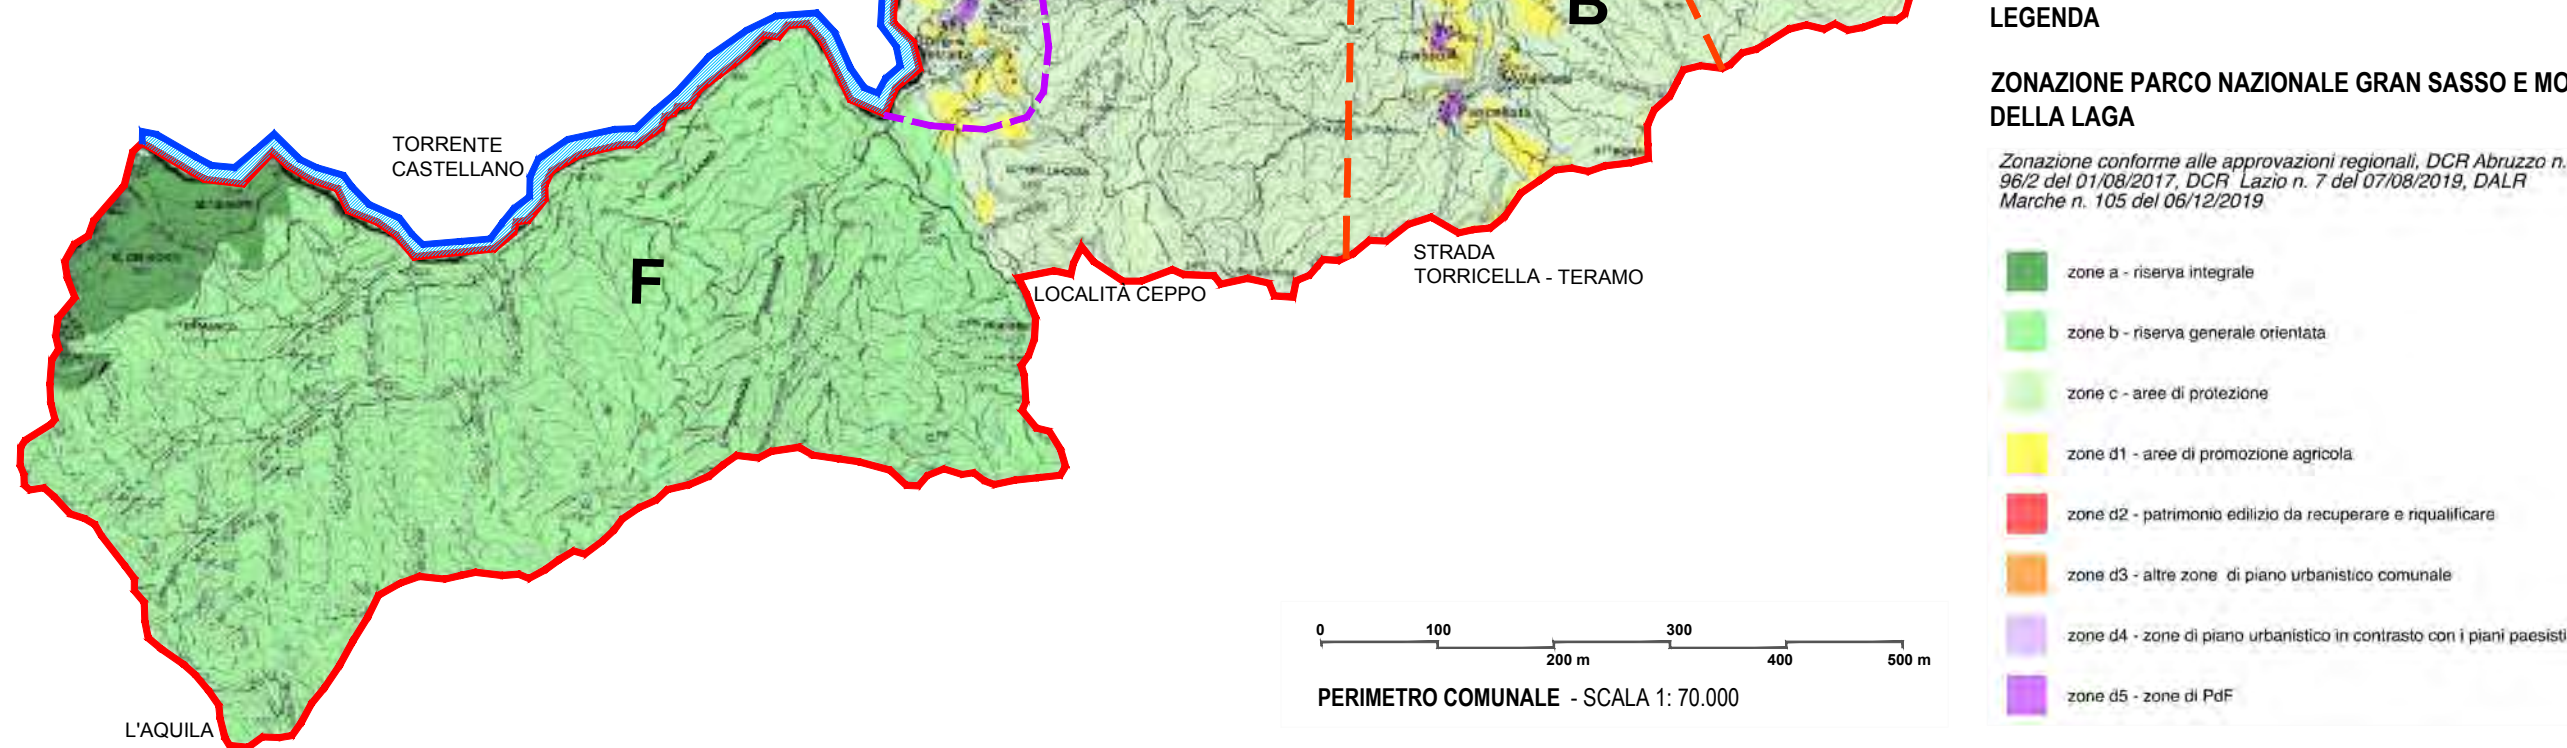 B
F
TORRENTE
CASTELLANO
LOCALITÀ CEPPO
STRADA
TORRICELLA - TERAMO
L'AQUILA
0 100 300
200 m 400 500 m
PERIMETRO COMUNALE - SCALA 1: 70.000
LEGENDA
ZONAZIONE PARCO NAZIONALE GRAN SASSO E MO
DELLA LAGA
Zonazione conforme alle approvazioni regionali, DCR Abruzzo n.
96/2 del 01/08/2017, DCR Lazio n. 7 del 07/08/2019, DALR
Marche n. 105 del 06/12/2019
zone a - riserva integrale
zone b - riserva generale orientata
zone c - aree di protezione
zone d1 - aree di promozione agricola
zone d2 - patrimonio edilizio da recuperare e riqualificare
zone d3 - altre zone di piano urbanistico comunale
zone d4 - zone di piano urbanistico in contrasto con i piani paesisti
zone d5 - zone di PdF